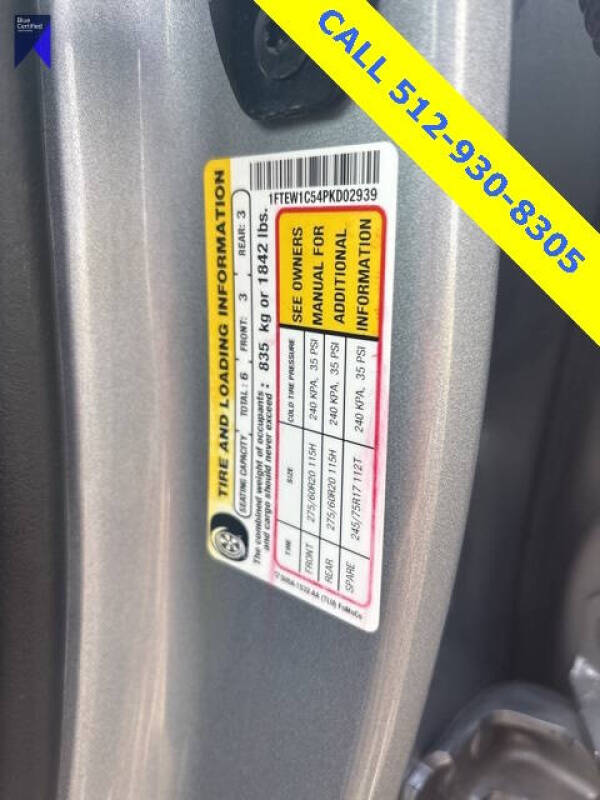 Blue
Certified
CALL 512-930-8305
1FTEW1C54PKD02939
TIRE AND LOADING INFORMATION
SEATING CAPACITY TOTAL: 6 FRONT: 3 REAR: 3
The combined weight of occupants
and cargo should never exceed: 835 kg or 1842 lbs.
TIRE SIZE COLD TIRE PRESSURE
FRONT 275/60R20 115H 240 KPA, 35 PSI
REAR 275/60R20 115H 240 KPA, 35 PSI
SPARE 245/75R17 112T 240 KPA, 35 PSI
SEE OWNERS
MANUAL FOR
ADDITIONAL
INFORMATION
FoMoCo